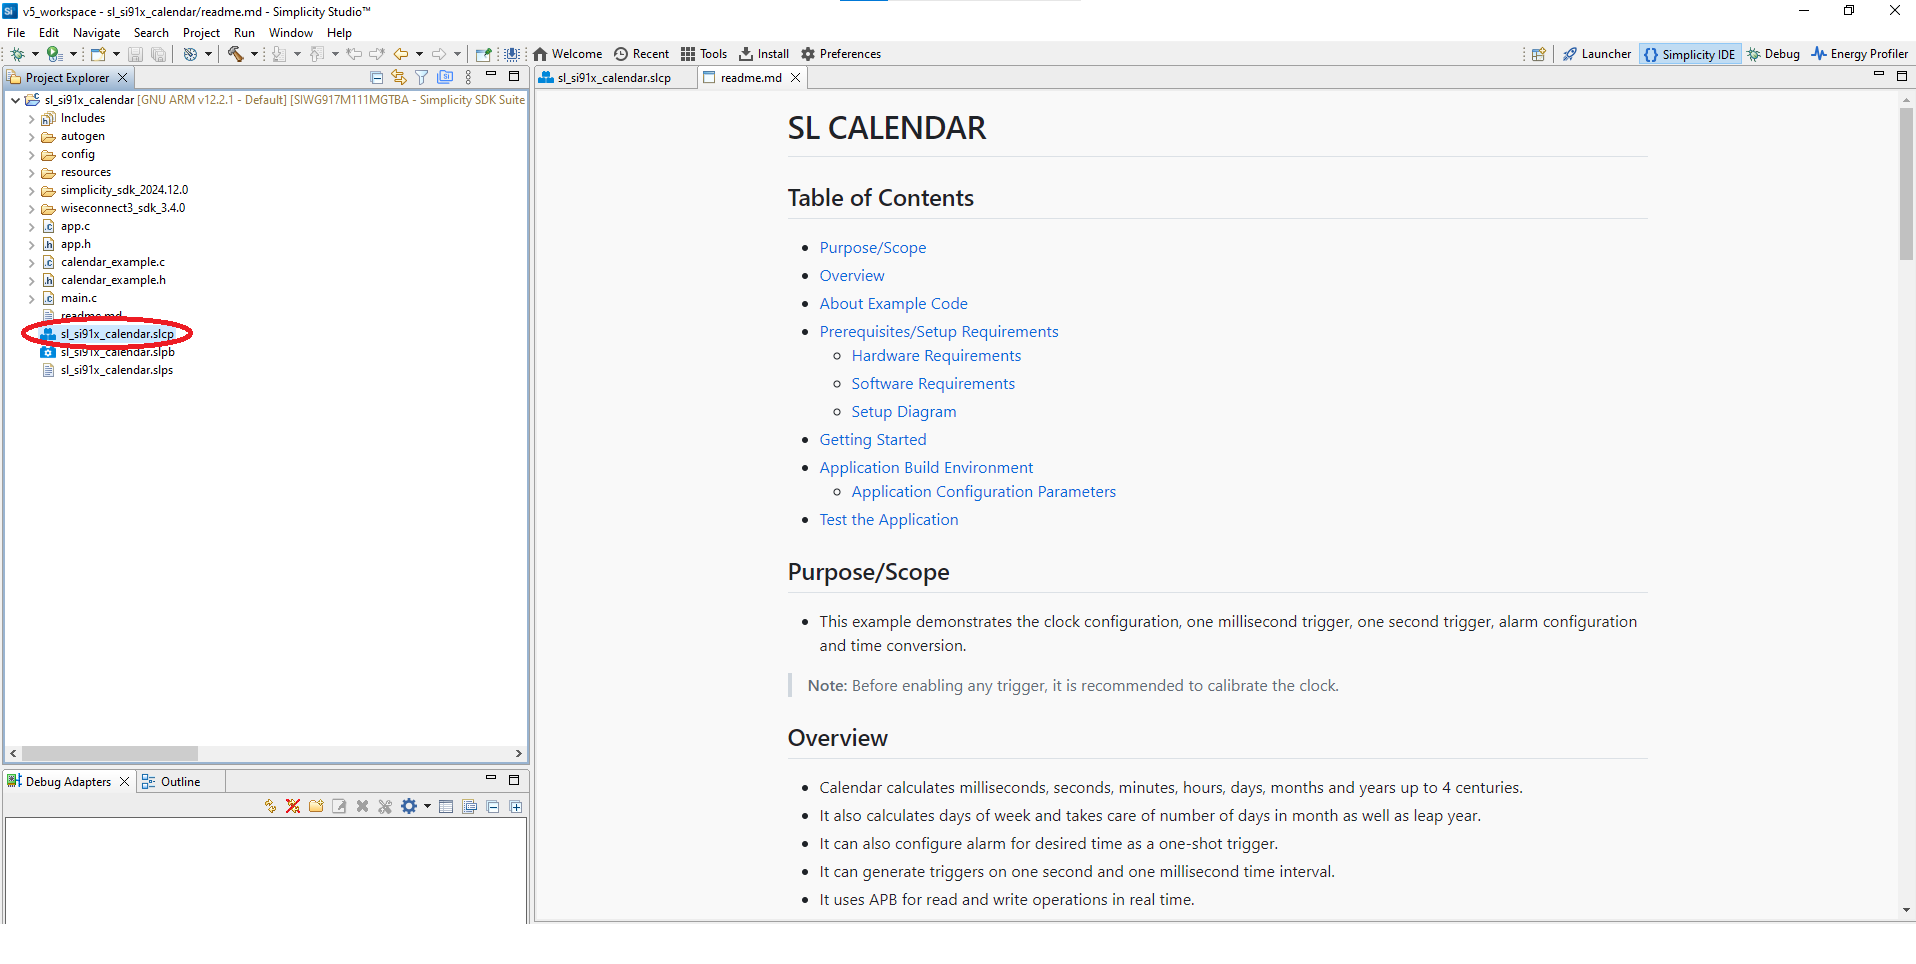 v5_workspace - sl_si91x_calendar/readme.md - Simplicity Studio™
File Edit Navigate Search Project Run Window Help
Welcome Recent Tools Install Preferences Launcher {} Simplicity IDE Debug Energy Profiler
Project Explorer
sl_si91x_calendar [GNU ARM v12.2.1 - Default] [SIWG917M111MGTBA - Simplicity SDK Suite
Includes
autogen
config
resources
simplicity_sdk_2024.12.0
wiseconnect3_sdk_3.4.0
app.c
app.h
calendar_example.c
calendar_example.h
main.c
readme.md
sl_si91x_calendar.slcp
sl_si91x_calendar.slpb
sl_si91x_calendar.slps
Debug Adapters Outline
sl_si91x_calendar.slcp readme.md
SL CALENDAR
Table of Contents
Purpose/Scope
Overview
About Example Code
Prerequisites/Setup Requirements
Hardware Requirements
Software Requirements
Setup Diagram
Getting Started
Application Build Environment
Application Configuration Parameters
Test the Application
Purpose/Scope
This example demonstrates the clock configuration, one millisecond trigger, one second trigger, alarm configuration
and time conversion.
Note: Before enabling any trigger, it is recommended to calibrate the clock.
Overview
Calendar calculates milliseconds, seconds, minutes, hours, days, months and years up to 4 centuries.
It also calculates days of week and takes care of number of days in month as well as leap year.
It can also configure alarm for desired time as a one-shot trigger.
It can generate triggers on one second and one millisecond time interval.
It uses APB for read and write operations in real time.